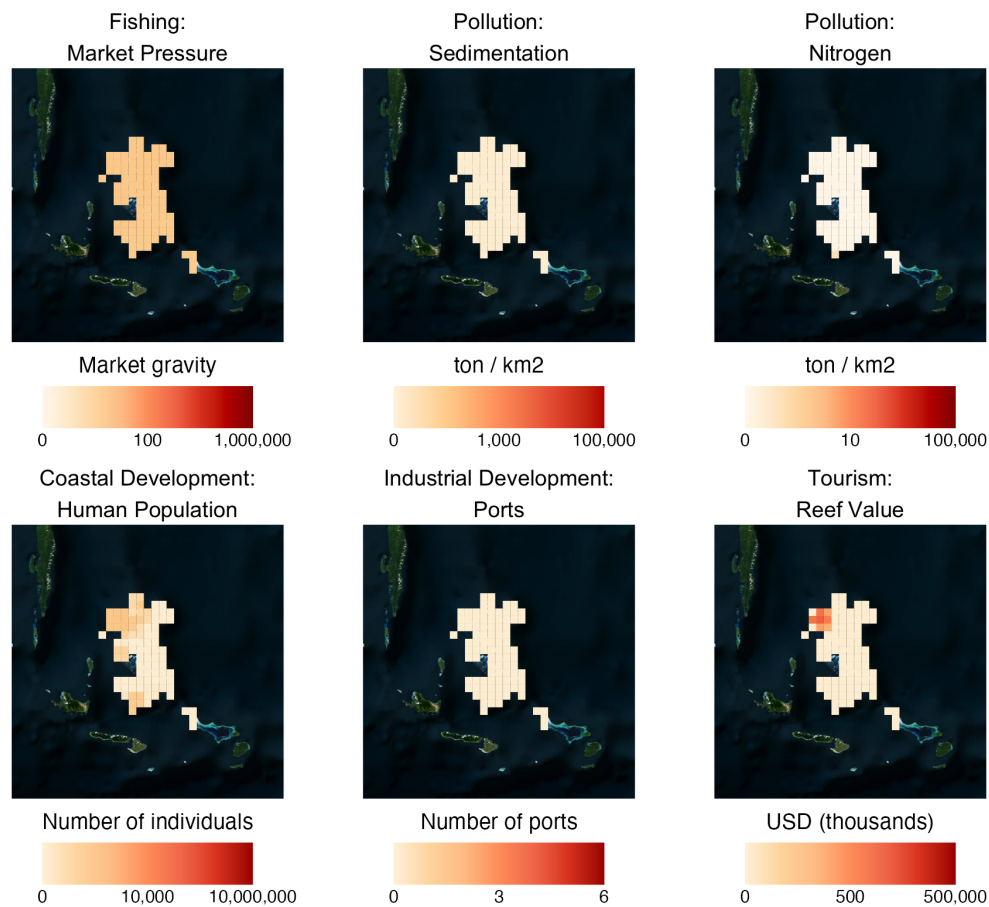 Fishing:
Market Pressure
Pollution:
Sedimentation
Pollution:
Nitrogen
Market gravity
ton / km2
ton / km2
0 100 1,000,000
0 1,000 100,000
0 10 100,000
Coastal Development:
Human Population
Industrial Development:
Ports
Tourism:
Reef Value
Number of individuals
Number of ports
USD (thousands)
0 10,000 10,000,000
0 3 6
0 500 500,000